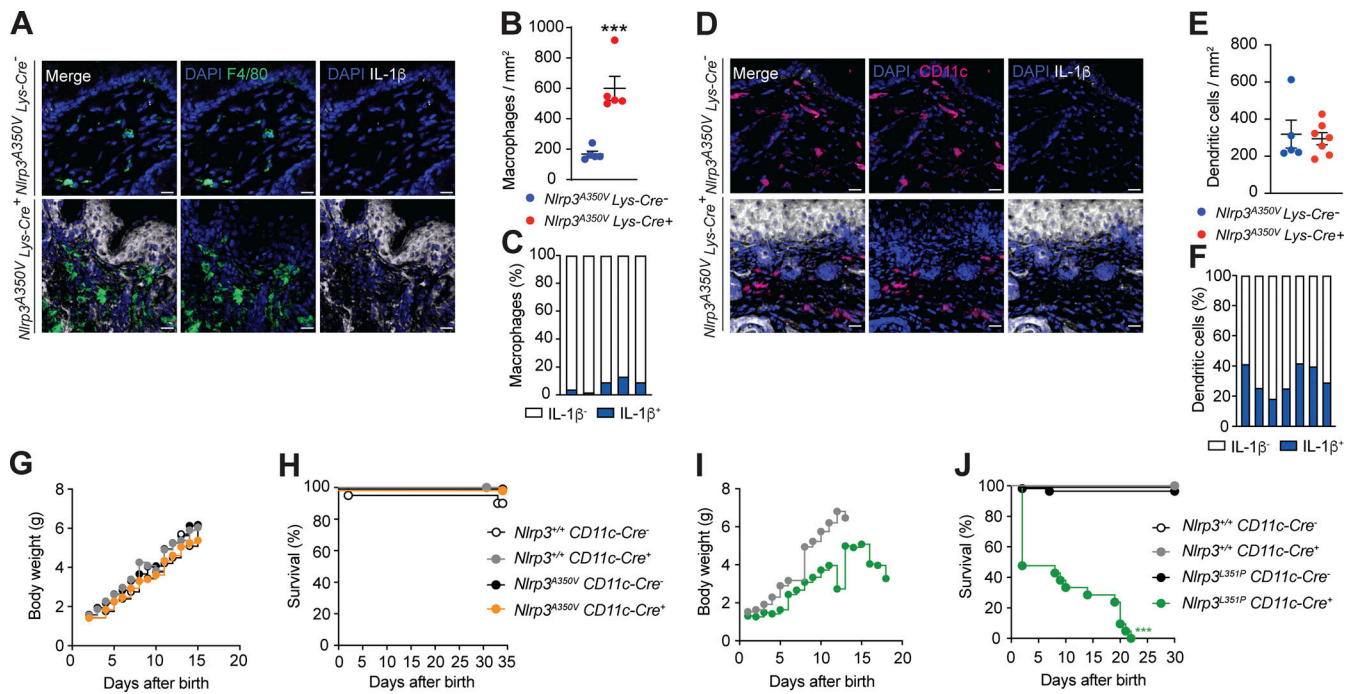 A
Nlrp3A350V Lys-Cre-
Merge
DAPI F4/80
DAPI IL-1β
Nlrp3A350V Lys-Cre+
B
Macrophages / mm²
1000
800
600
400
200
0
***
Nlrp3A350V Lys-Cre-
Nlrp3A350V Lys-Cre+
C
Macrophages (%)
100
80
60
40
20
0
IL-1β-
IL-1β+
D
Nlrp3A350V Lys-Cre-
Merge
DAPI CD11c
DAPI IL-1β
Nlrp3A350V Lys-Cre+
E
Dendritic cells / mm²
800
600
400
200
0
Nlrp3A350V Lys-Cre-
Nlrp3A350V Lys-Cre+
F
Dendritic cells (%)
100
80
60
40
20
0
IL-1β-
IL-1β+
G
Body weight (g)
8
6
4
2
0
0 5 10 15 20
Days after birth
H
Survival (%)
100
80
60
40
20
0
0 5 10 15 20 25 30 34
Days after birth
Nlrp3+/+ CD11c-Cre-
Nlrp3+/+ CD11c-Cre+
Nlrp3A350V CD11c-Cre-
Nlrp3A350V CD11c-Cre+
I
Body weight (g)
8
6
4
2
0
0 5 10 15 20
Days after birth
J
Survival (%)
100
80
60
40
20
0
***
0 5 10 15 20 25 30
Days after birth
Nlrp3+/+ CD11c-Cre-
Nlrp3+/+ CD11c-Cre+
Nlrp3L351P CD11c-Cre-
Nlrp3L351P CD11c-Cre+